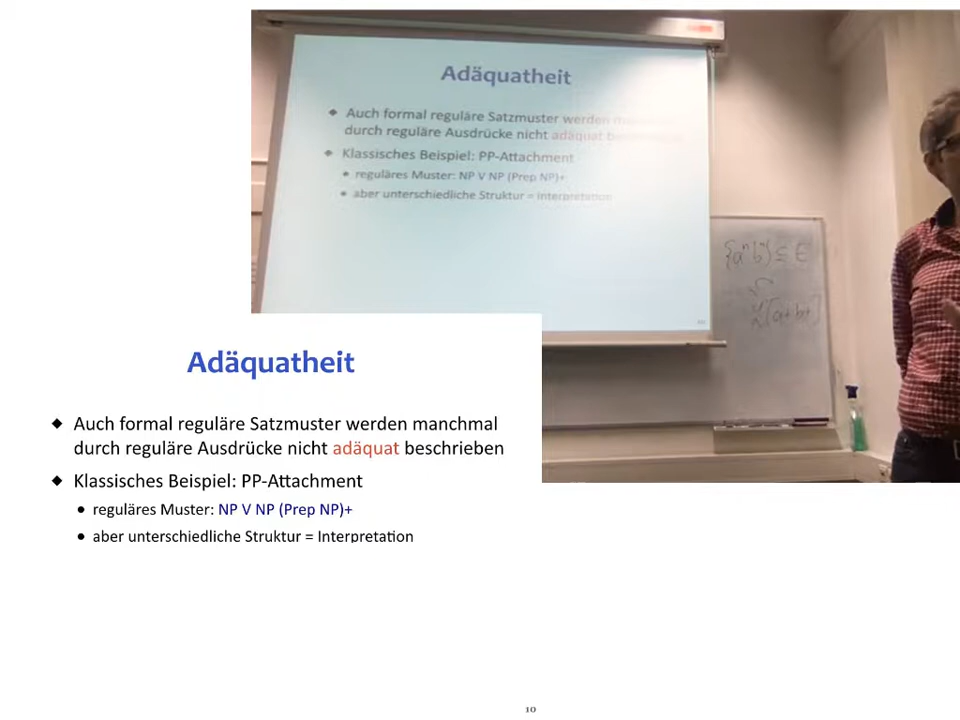 Adäquatheit
Auch formal reguläre Satzmuster werden
durch reguläre Ausdrücke nicht adäquat
Klassisches Beispiel: PP-Attachment
reguläres Muster: NP V NP (Prep NP)+
aber unterschiedliche Struktur = Interpretation
{aⁿbⁿ} ⊆ E
Adäquatheit
Auch formal reguläre Satzmuster werden manchmal
durch reguläre Ausdrücke nicht adäquat beschrieben
Klassisches Beispiel: PP-Attachment
reguläres Muster: NP V NP (Prep NP)+
aber unterschiedliche Struktur = Interpretation
10